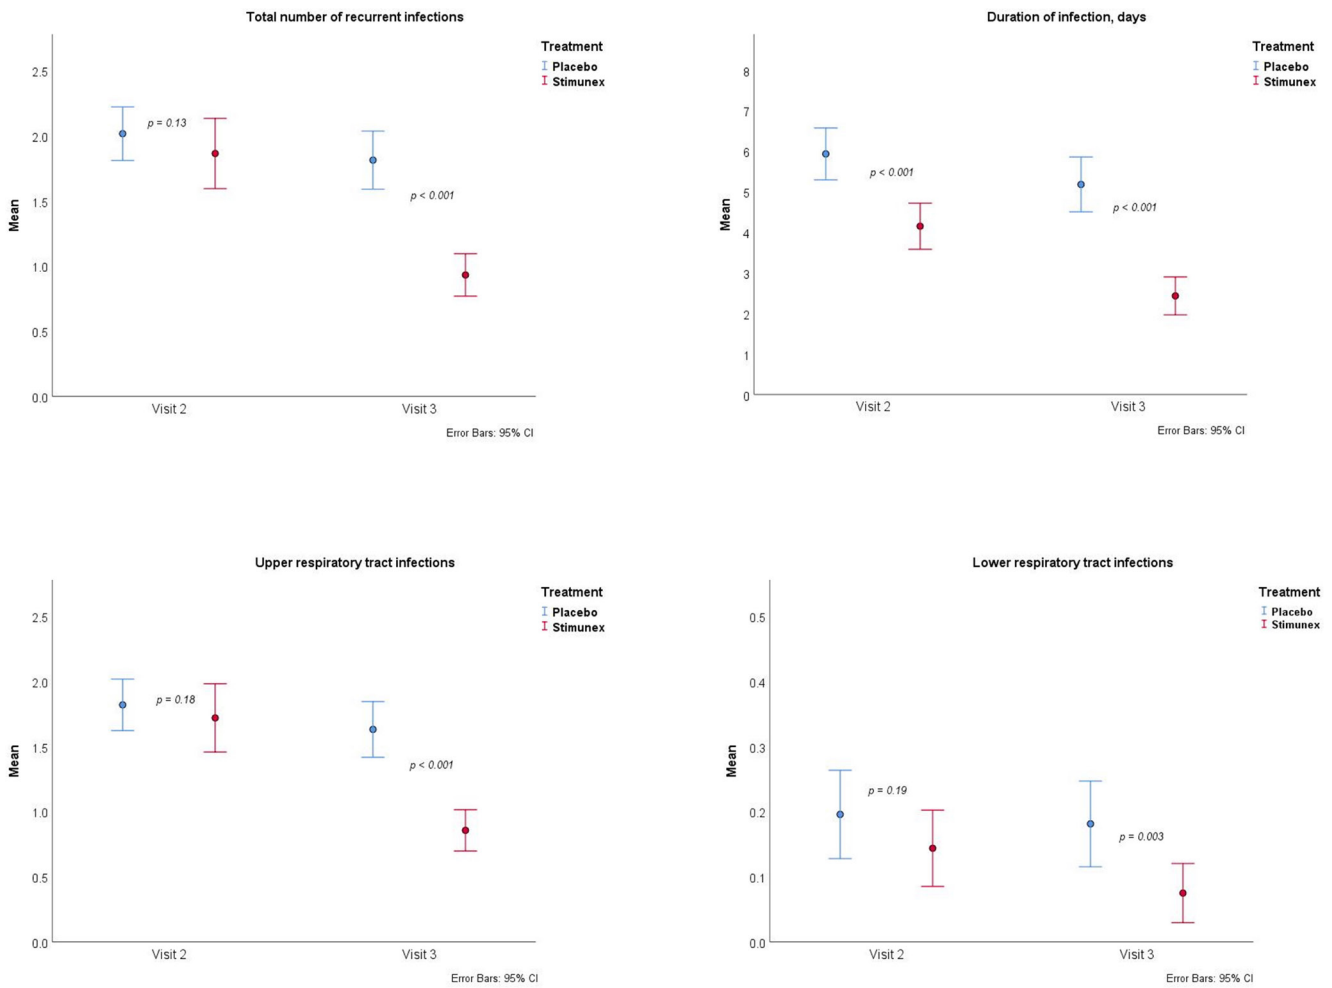 Total number of recurrent infections
Treatment
Placebo
Stimunex
2.5
2.0
1.5
1.0
0.5
0.0
Mean
p = 0.13
p < 0.001
Visit 2
Visit 3
Error Bars: 95% CI
Duration of infection, days
Treatment
Placebo
Stimunex
8
7
6
5
4
3
2
1
0
Mean
p < 0.001
p < 0.001
Visit 2
Visit 3
Error Bars: 95% CI
Upper respiratory tract infections
Treatment
Placebo
Stimunex
2.5
2.0
1.5
1.0
0.5
0.0
Mean
p = 0.18
p < 0.001
Visit 2
Visit 3
Error Bars: 95% CI
Lower respiratory tract infections
Treatment
Placebo
Stimunex
0.5
0.4
0.3
0.2
0.1
0.0
Mean
p = 0.19
p = 0.003
Visit 2
Visit 3
Error Bars: 95% CI